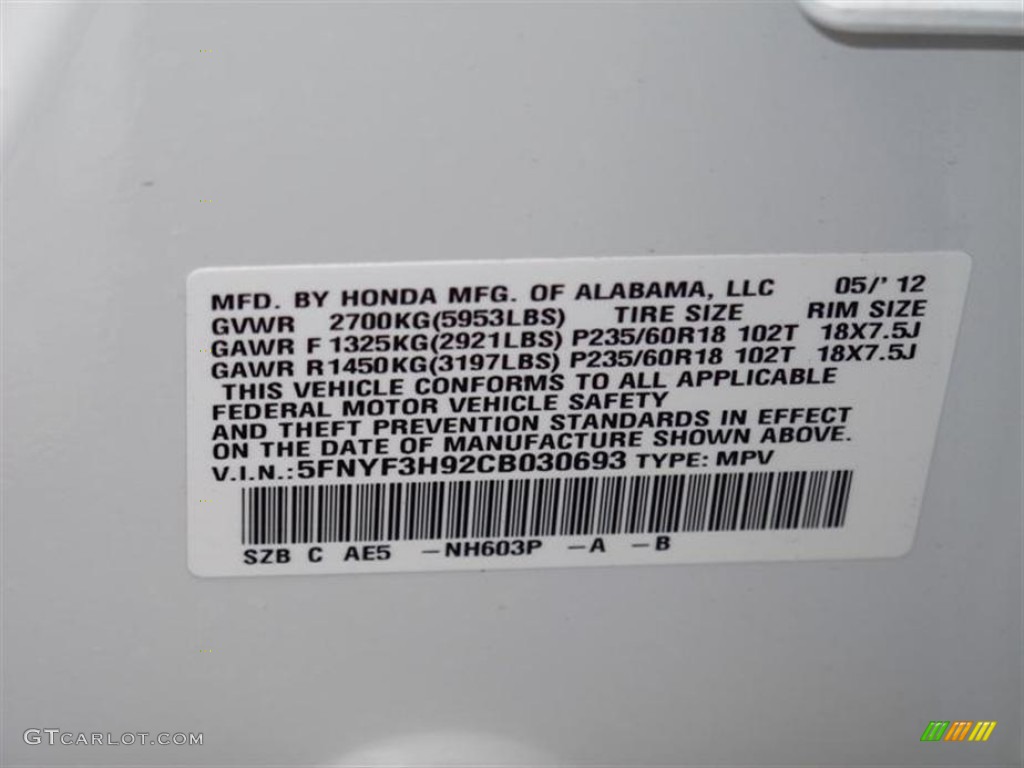 MFD. BY HONDA MFG. OF ALABAMA, LLC 05/' 12
GVWR 2700KG(5953LBS) TIRE SIZE RIM SIZE
GAWR F 1325KG(2921LBS) P235/60R18 102T 18X7.5J
GAWR R1450KG(3197LBS) P235/60R18 102T 18X7.5J
THIS VEHICLE CONFORMS TO ALL APPLICABLE
FEDERAL MOTOR VEHICLE SAFETY
AND THEFT PREVENTION STANDARDS IN EFFECT
ON THE DATE OF MANUFACTURE SHOWN ABOVE.
V.I.N.:5FNYF3H92CB030693 TYPE: MPV
SZB C AE5 -NH603P -A -B
GTCARLOT.COM